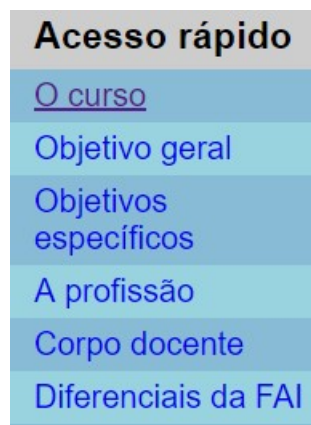 Acesso rápido
O curso
Objetivo geral
Objetivos
específicos
A profissão
Corpo docente
Diferenciais da FAI